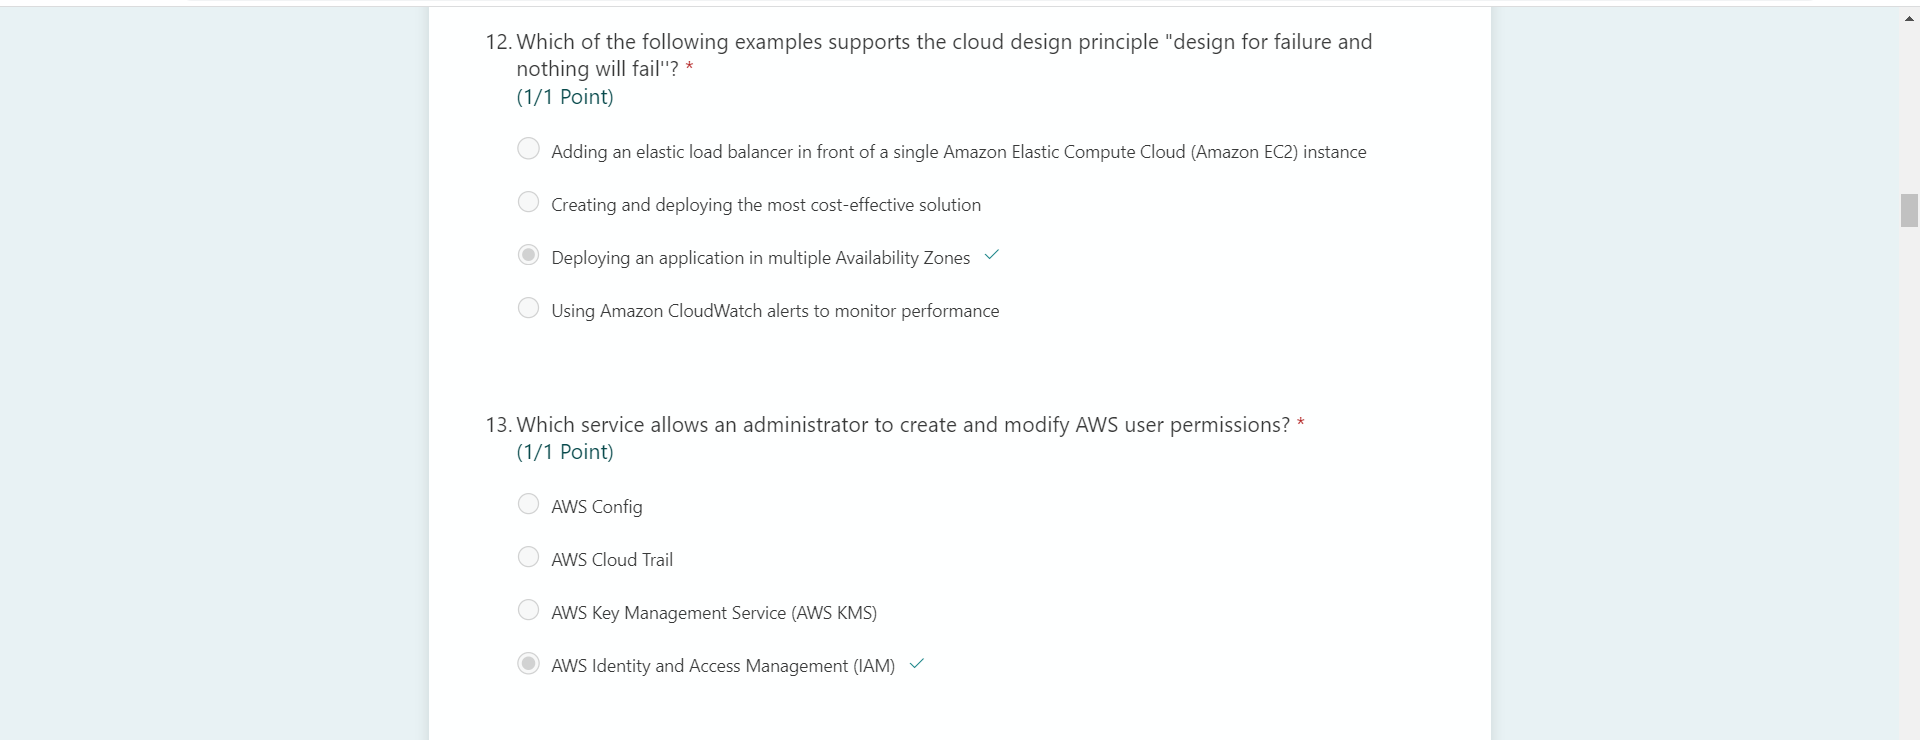 12. Which of the following examples supports the cloud design principle "design for failure and
nothing will fail''? *
(1/1 Point)
Adding an elastic load balancer in front of a single Amazon Elastic Compute Cloud (Amazon EC2) instance
Creating and deploying the most cost-effective solution
Deploying an application in multiple Availability Zones
Using Amazon CloudWatch alerts to monitor performance
13. Which service allows an administrator to create and modify AWS user permissions? *
(1/1 Point)
AWS Config
AWS Cloud Trail
AWS Key Management Service (AWS KMS)
AWS Identity and Access Management (IAM)